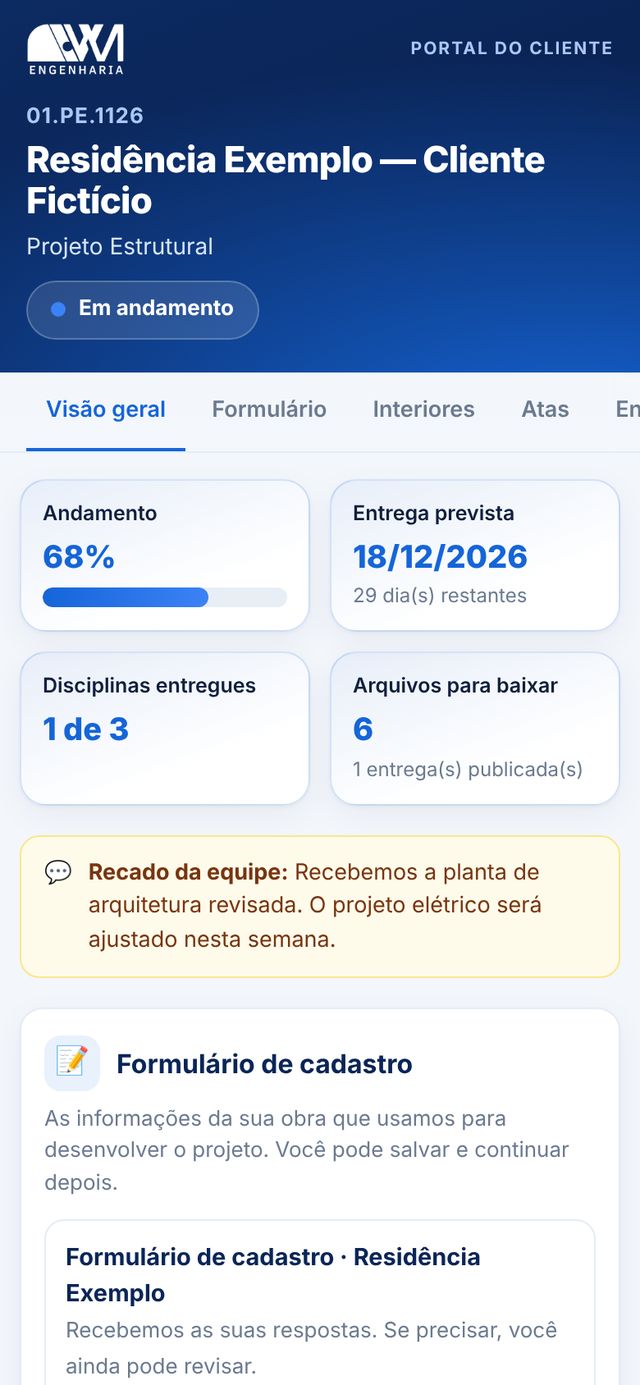 ENGENHARIA
PORTAL DO CLIENTE
01.PE.1126
Residência Exemplo — Cliente
Fictício
Projeto Estrutural
Em andamento
Visão geral
Formulário
Interiores
Atas
En
Andamento
68%
Entrega prevista
18/12/2026
29 dia(s) restantes
Disciplinas entregues
1 de 3
Arquivos para baixar
6
1 entrega(s) publicada(s)
Recado da equipe: Recebemos a planta de
arquitetura revisada. O projeto elétrico será
ajustado nesta semana.
Formulário de cadastro
As informações da sua obra que usamos para
desenvolver o projeto. Você pode salvar e continuar
depois.
Formulário de cadastro · Residência
Exemplo
Recebemos as suas respostas. Se precisar, você
ainda pode revisar.